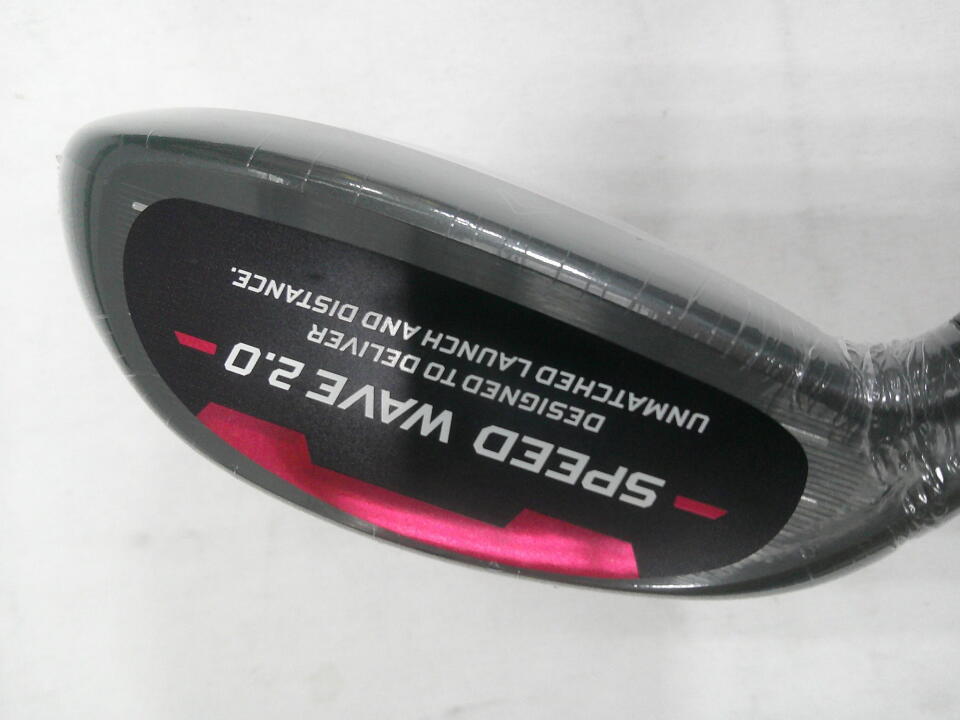 SPEED WAVE 2.0
DESIGNED TO DELIVER
UNMATCHED LAUNCH AND DISTANCE.